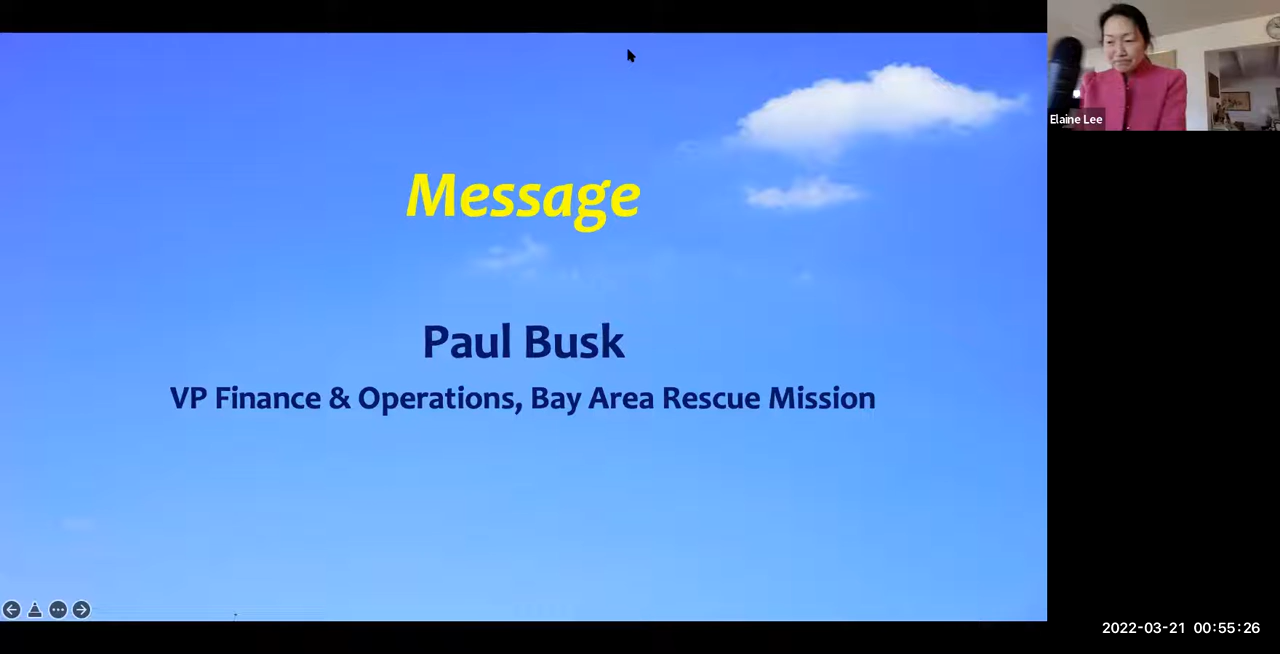 Message
Paul Busk
VP Finance & Operations, Bay Area Rescue Mission
Elaine Lee
2022-03-21 00:55:26